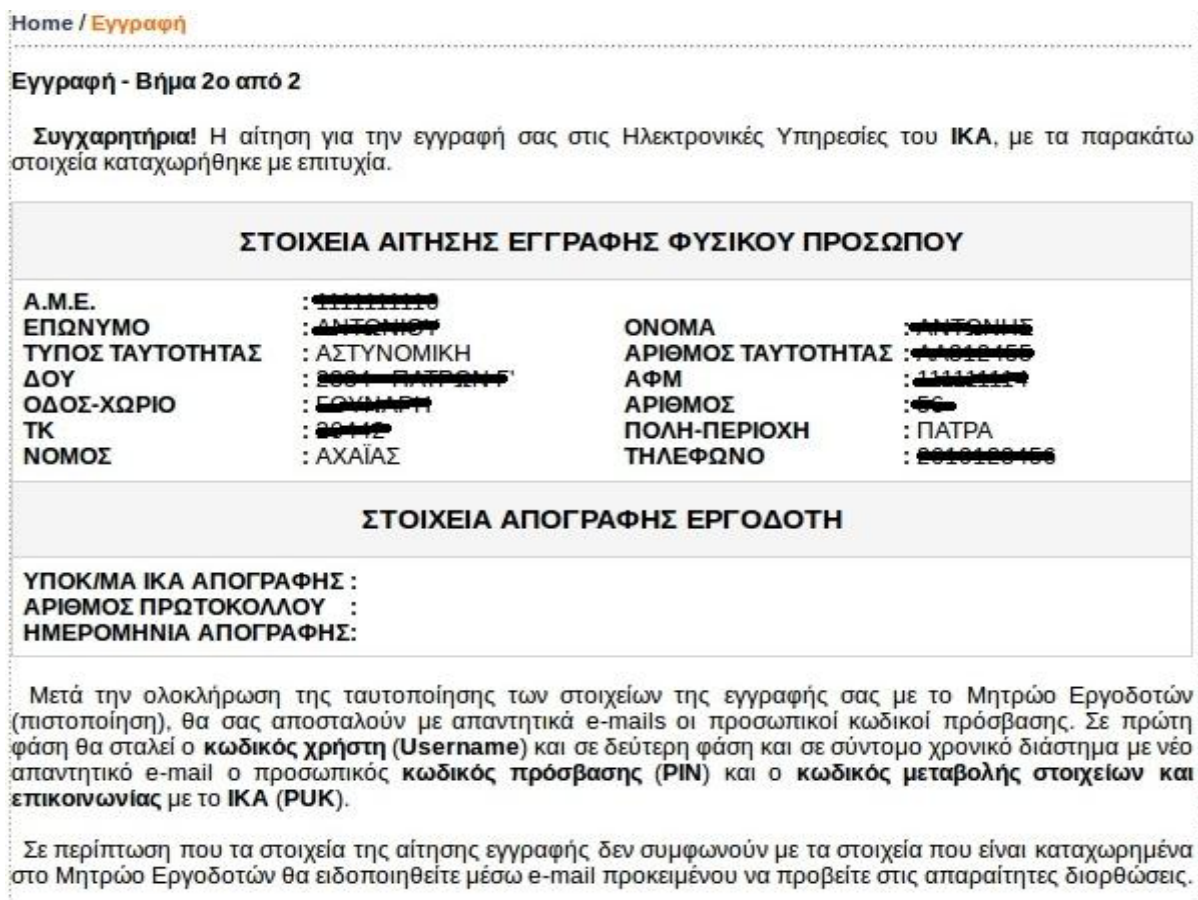 Home / Εγγραφή
Εγγραφή - Βήμα 2ο από 2
Συγχαρητήρια! Η αίτηση για την εγγραφή σας στις Ηλεκτρονικές Υπηρεσίες του ΙΚΑ, με τα παρακάτω
στοιχεία καταχωρήθηκε με επιτυχία.
ΣΤΟΙΧΕΙΑ ΑΙΤΗΣΗΣ ΕΓΓΡΑΦΗΣ ΦΥΣΙΚΟΥ ΠΡΟΣΩΠΟΥ
Α.Μ.Ε. :
ΕΠΩΝΥΜΟ : ΟΝΟΜΑ :
ΤΥΠΟΣ ΤΑΥΤΟΤΗΤΑΣ : ΑΣΤΥΝΟΜΙΚΗ ΑΡΙΘΜΟΣ ΤΑΥΤΟΤΗΤΑΣ :
ΔΟΥ : ΑΦΜ :
ΟΔΟΣ-ΧΩΡΙΟ : ΑΡΙΘΜΟΣ :
ΤΚ : ΠΟΛΗ-ΠΕΡΙΟΧΗ : ΠΑΤΡΑ
ΝΟΜΟΣ : ΑΧΑΪΑΣ ΤΗΛΕΦΩΝΟ :
ΣΤΟΙΧΕΙΑ ΑΠΟΓΡΑΦΗΣ ΕΡΓΟΔΟΤΗ
ΥΠΟΚ/ΜΑ ΙΚΑ ΑΠΟΓΡΑΦΗΣ :
ΑΡΙΘΜΟΣ ΠΡΩΤΟΚΟΛΛΟΥ :
ΗΜΕΡΟΜΗΝΙΑ ΑΠΟΓΡΑΦΗΣ:
Μετά την ολοκλήρωση της ταυτοποίησης των στοιχείων της εγγραφής σας με το Μητρώο Εργοδοτών
(πιστοποίηση), θα σας αποσταλούν με απαντητικά e-mails οι προσωπικοί κωδικοί πρόσβασης. Σε πρώτη
φάση θα σταλεί ο κωδικός χρήστη (Username) και σε δεύτερη φάση και σε σύντομο χρονικό διάστημα με νέο
απαντητικό e-mail ο προσωπικός κωδικός πρόσβασης (PIN) και ο κωδικός μεταβολής στοιχείων και
επικοινωνίας με το ΙΚΑ (PUK).
Σε περίπτωση που τα στοιχεία της αίτησης εγγραφής δεν συμφωνούν με τα στοιχεία που είναι καταχωρημένα
στο Μητρώο Εργοδοτών θα ειδοποιηθείτε μέσω e-mail προκειμένου να προβείτε στις απαραίτητες διορθώσεις.